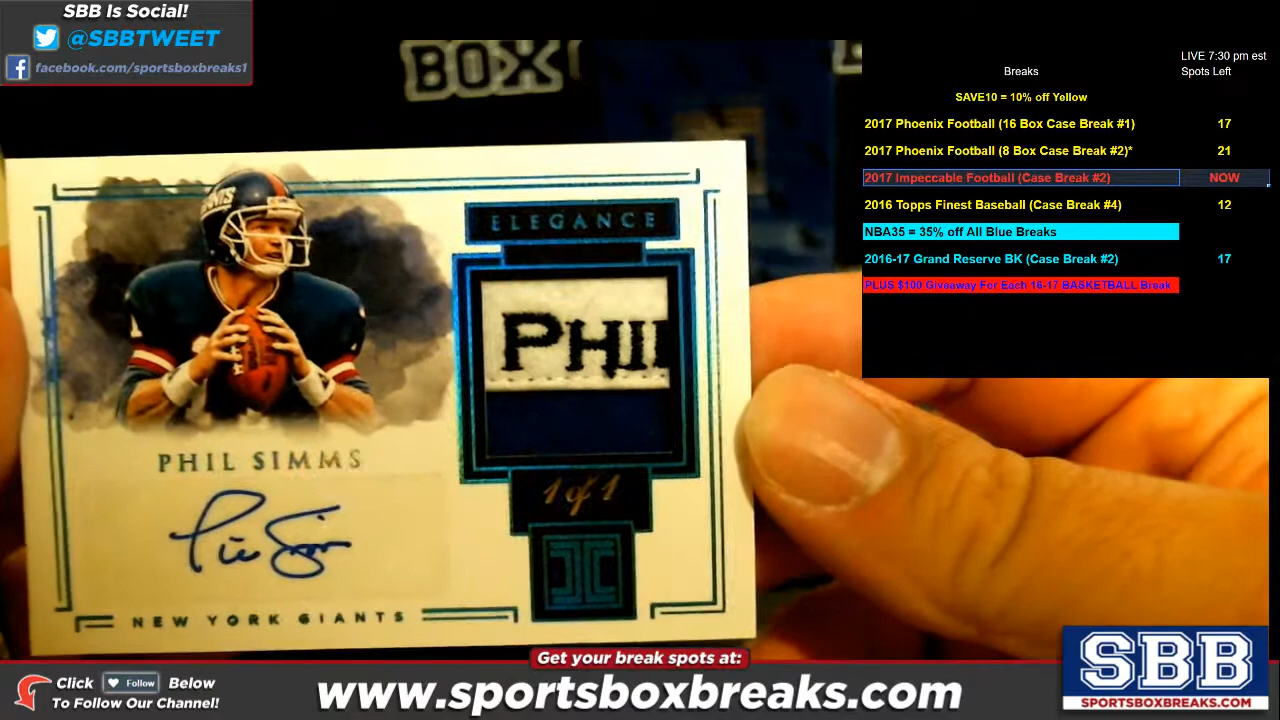 SBB Is Social!
@SBBTWEET
facebook.com/sportsboxbreaks1
BOX
LIVE 7:30 pm est
Breaks
Spots Left
SAVE10 = 10% off Yellow
2017 Phoenix Football (16 Box Case Break #1) 17
2017 Phoenix Football (8 Box Case Break #2)* 21
2017 Impeccable Football (Case Break #2) NOW
2016 Topps Finest Baseball (Case Break #4) 12
NBA35 = 35% off All Blue Breaks
2016-17 Grand Reserve BK (Case Break #2) 17
PLUS $100 Giveaway For Each 16-17 BASKETBALL Break
ELEGANCE
PHIL
PHIL SIMMS
1 of 1
NEW YORK GIANTS
Get your break spots at:
Click Follow Below
To Follow Our Channel!
www.sportsboxbreaks.com
SBB
SPORTSBOXBREAKS.COM